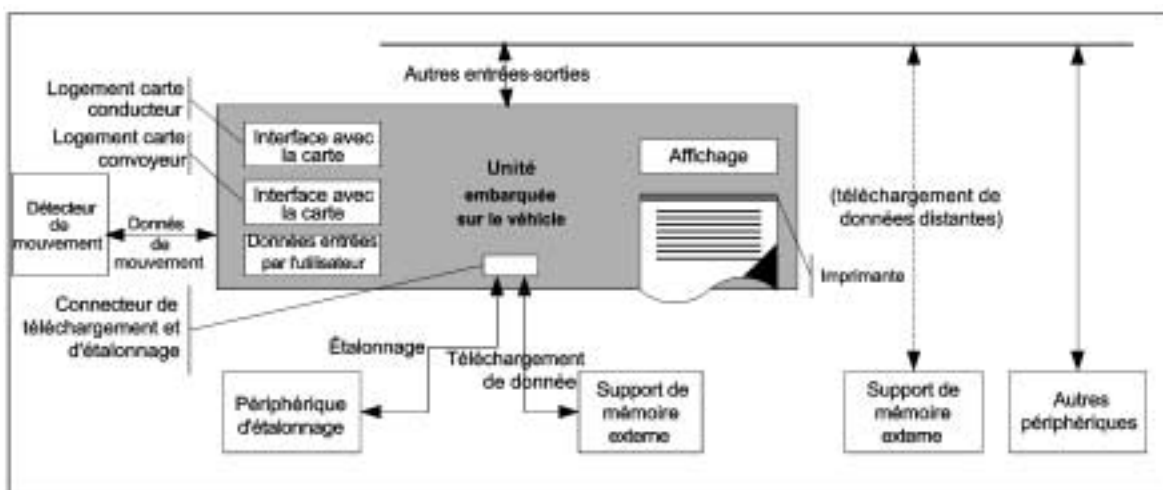 Autres entrées-sorties
Logement carte
conducteur
Logement carte
convoyeur
Interface avec
la carte
Interface avec
la carte
Données entrées
par l'utilisateur
Unité
embarquée
sur le véhicle
Affichage
Détecteur
de
mouvement
Donnés
de
mouvement
(téléchargement de
données distantes)
Imprimante
Connecteur de
téléchargement et
d'étalonnage
Étalonnage
Téléchargement
de donnée
Périphérique
d'étalonnage
Support de
mémoire
externe
Support de
mémoire
externe
Autres
périphériques